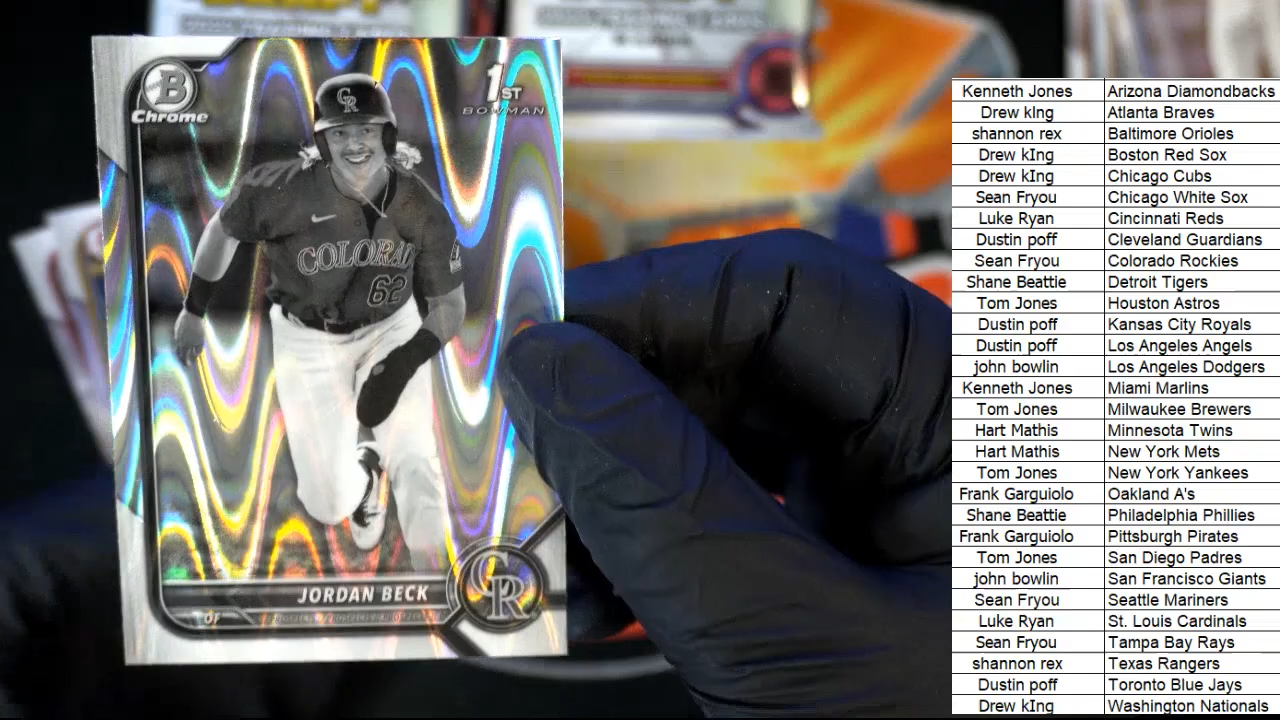 B
Chrome
1ST
BOWMAN
CR
COLORAD
62
JORDAN BECK
OF
CR
Kenneth Jones Arizona Diamondbacks
Drew kIng Atlanta Braves
shannon rex Baltimore Orioles
Drew kIng Boston Red Sox
Drew kIng Chicago Cubs
Sean Fryou Chicago White Sox
Luke Ryan Cincinnati Reds
Dustin poff Cleveland Guardians
Sean Fryou Colorado Rockies
Shane Beattie Detroit Tigers
Tom Jones Houston Astros
Dustin poff Kansas City Royals
Dustin poff Los Angeles Angels
john bowlin Los Angeles Dodgers
Kenneth Jones Miami Marlins
Tom Jones Milwaukee Brewers
Hart Mathis Minnesota Twins
Hart Mathis New York Mets
Tom Jones New York Yankees
Frank Garguiolo Oakland A's
Shane Beattie Philadelphia Phillies
Frank Garguiolo Pittsburgh Pirates
Tom Jones San Diego Padres
john bowlin San Francisco Giants
Sean Fryou Seattle Mariners
Luke Ryan St. Louis Cardinals
Sean Fryou Tampa Bay Rays
shannon rex Texas Rangers
Dustin poff Toronto Blue Jays
Drew kIng Washington Nationals